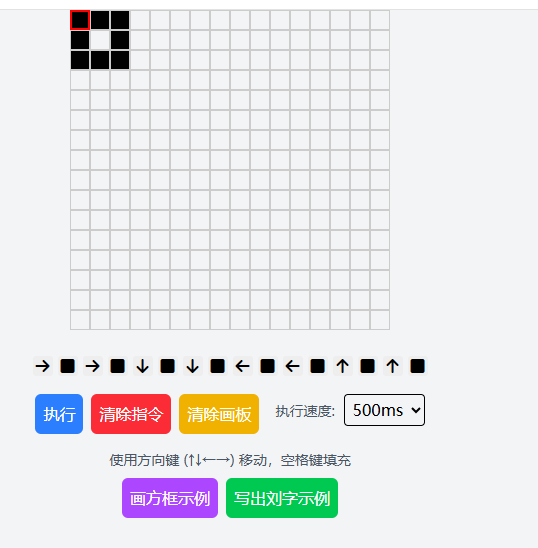 → ■ → ■ ↓ ■ ↓ ■ ← ■ ← ■ ↑ ■ ↑ ■
执行 清除指令 清除画板 执行速度: 500ms
使用方向键 (↑↓←→) 移动，空格键填充
画方框示例 写出刘字示例